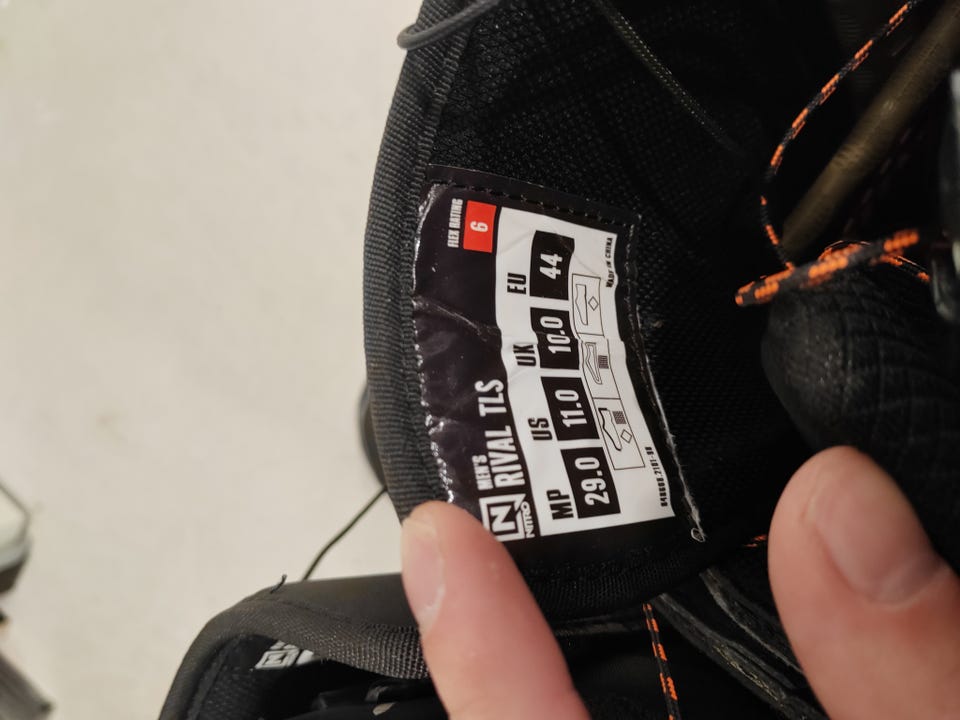 FLEX RATING
6
MEN'S
RIVAL TLS
N
NITRO
MP US UK EU
29.0 11.0 10.0 44
MADE IN CHINA